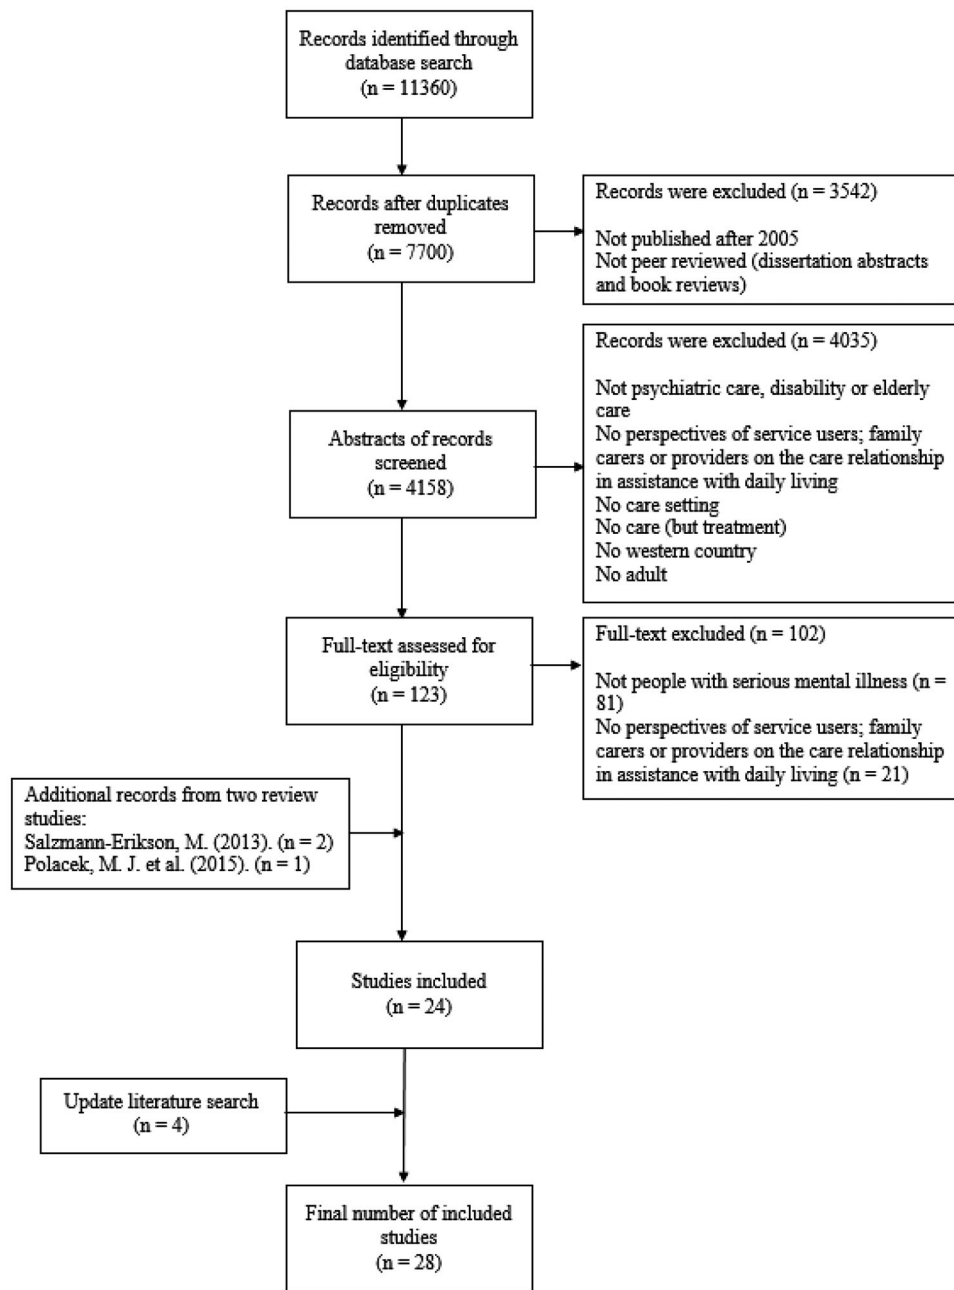 Records identified through
database search
(n = 11360)
Records after duplicates
removed
(n = 7700)
Records were excluded (n = 3542)
Not published after 2005
Not peer reviewed (dissertation abstracts
and book reviews)
Abstracts of records
screened
(n = 4158)
Records were excluded (n = 4035)
Not psychiatric care, disability or elderly
care
No perspectives of service users; family
carers or providers on the care relationship
in assistance with daily living
No care setting
No care (but treatment)
No western country
No adult
Full-text assessed for
eligibility
(n = 123)
Full-text excluded (n = 102)
Not people with serious mental illness (n =
81)
No perspectives of service users; family
carers or providers on the care relationship
in assistance with daily living (n = 21)
Additional records from two review
studies:
Salzmann-Erikson, M. (2013). (n = 2)
Polacek, M. J. et al. (2015). (n = 1)
Studies included
(n = 24)
Update literature search
(n = 4)
Final number of included
studies
(n = 28)